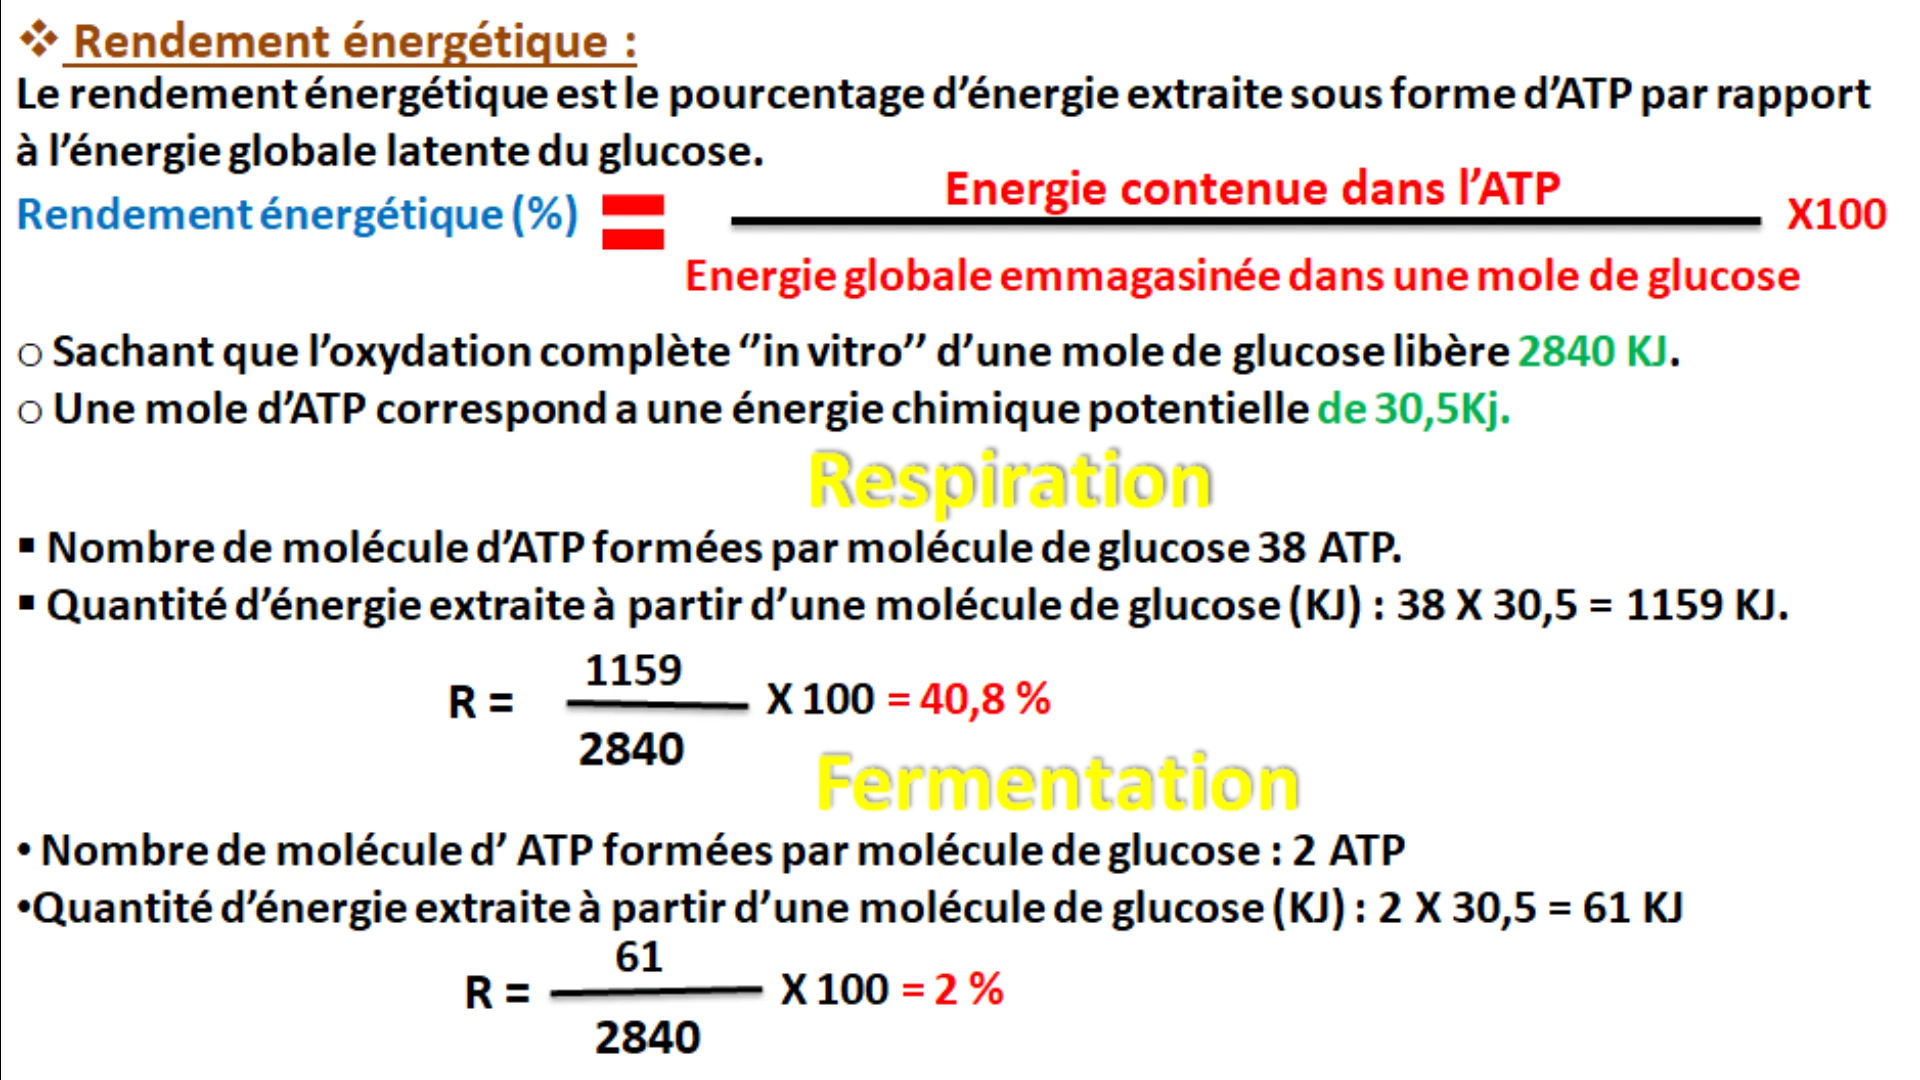 ❖ Rendement énergétique :
Le rendement énergétique est le pourcentage d’énergie extraite sous forme d’ATP par rapport
à l’énergie globale latente du glucose.
Energie contenue dans l’ATP
Rendement énergétique (%) = X100
Energie globale emmagasinée dans une mole de glucose
o Sachant que l’oxydation complète ‘’in vitro’’ d’une mole de glucose libère 2840 KJ.
o Une mole d’ATP correspond a une énergie chimique potentielle de 30,5Kj.
Respiration
▪ Nombre de molécule d’ATP formées par molécule de glucose 38 ATP.
▪ Quantité d’énergie extraite à partir d’une molécule de glucose (KJ) : 38 X 30,5 = 1159 KJ.
1159
R = X 100 = 40,8 %
2840
Fermentation
• Nombre de molécule d’ ATP formées par molécule de glucose : 2 ATP
•Quantité d’énergie extraite à partir d’une molécule de glucose (KJ) : 2 X 30,5 = 61 KJ
61
R = X 100 = 2 %
2840